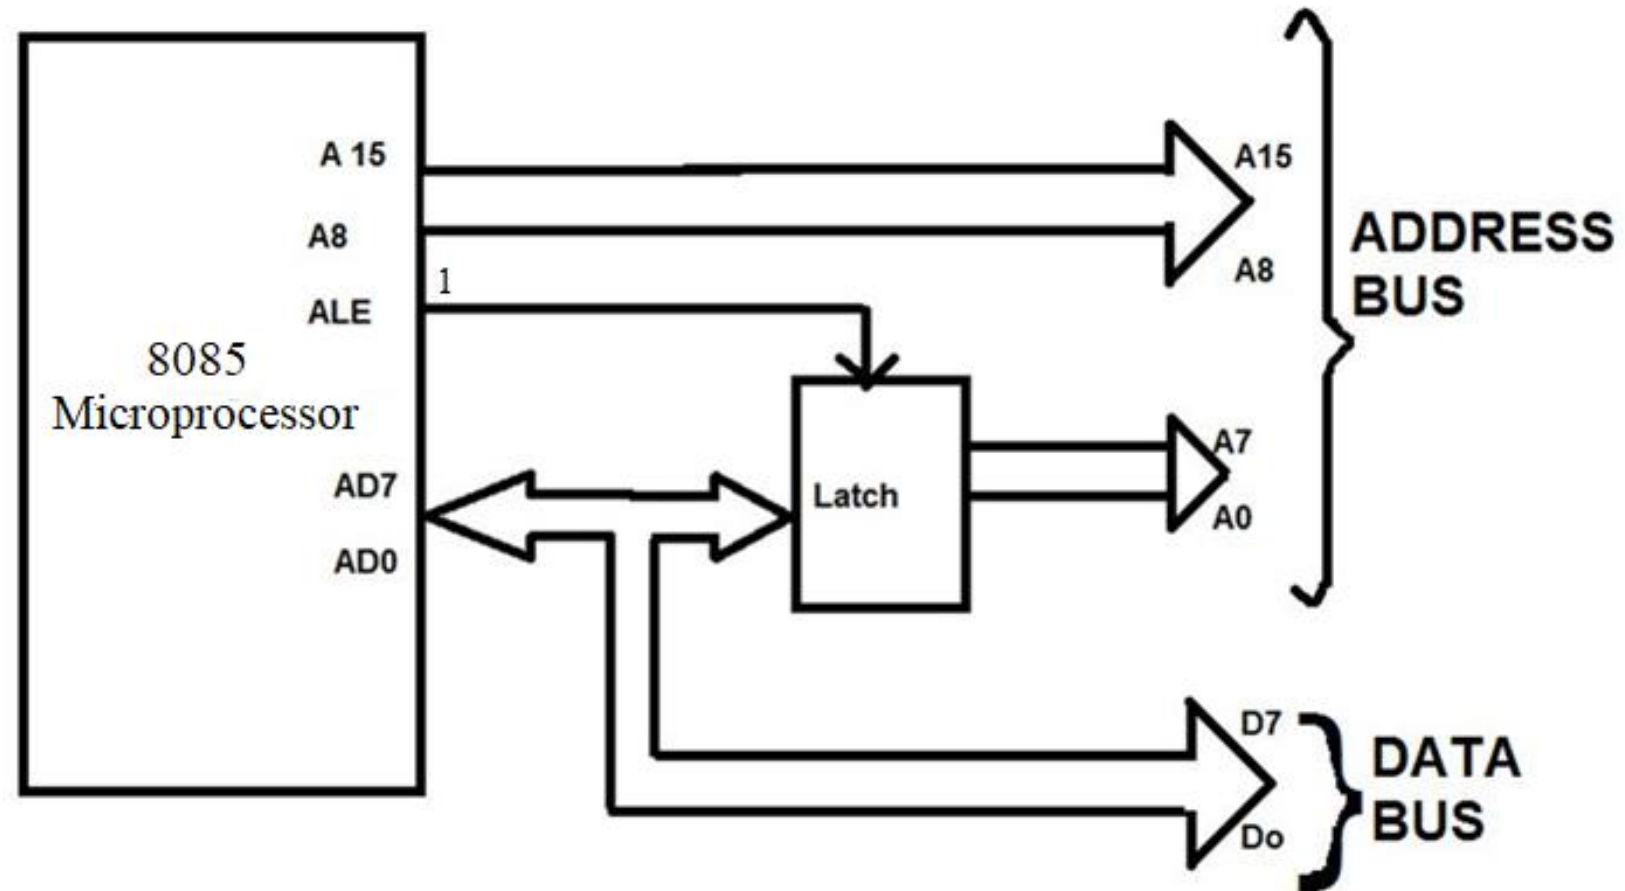 A 15
A8
ALE
1
8085
Microprocessor
AD7
AD0
Latch
A15
A8
A7
A0
ADDRESS
BUS
D7
Do
DATA
BUS